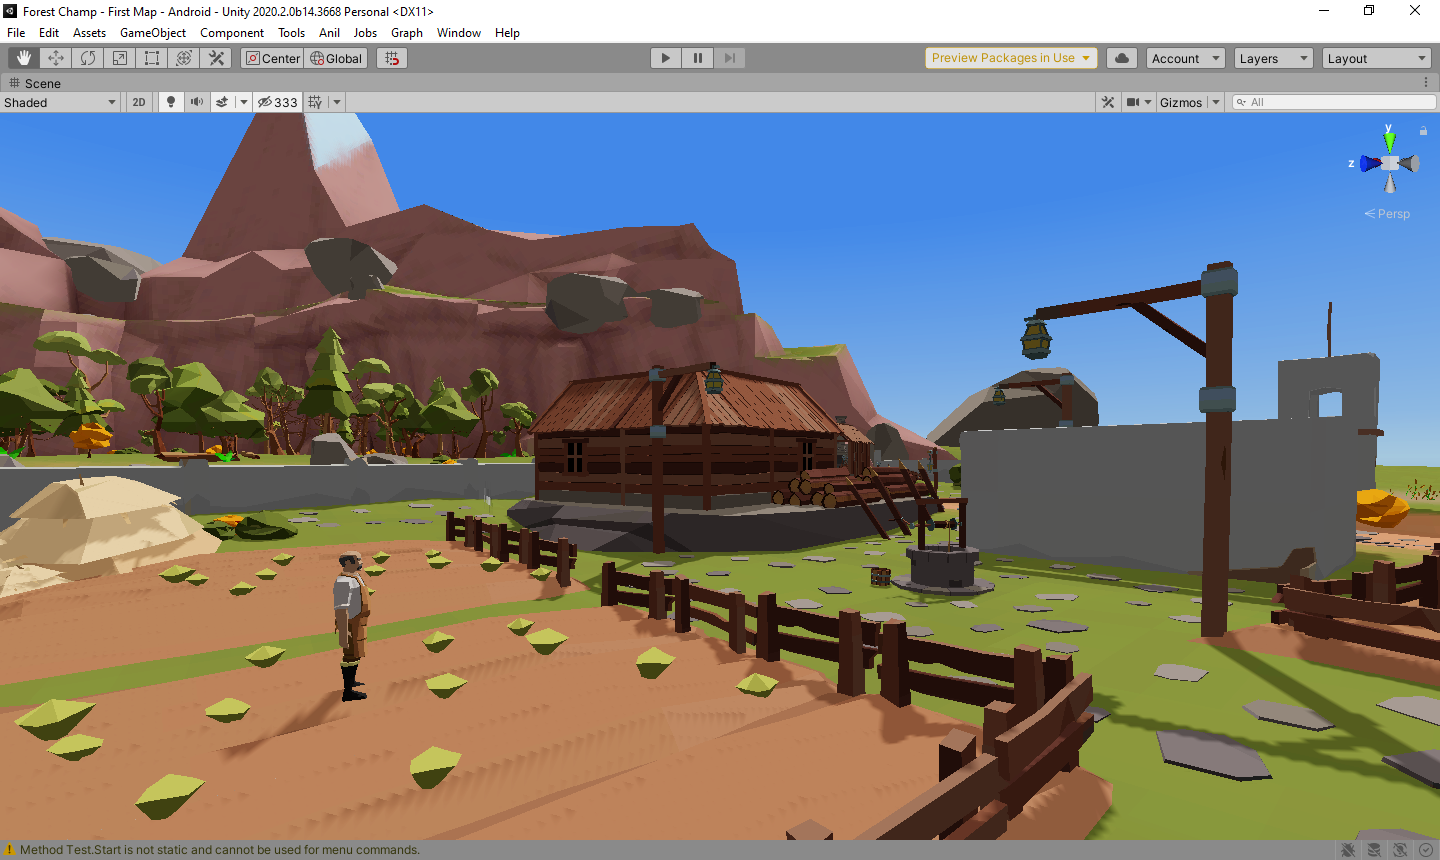 Forest Champ - First Map - Android - Unity 2020.2.0b14.3668 Personal <DX11>
File Edit Assets GameObject Component Tools Anil Jobs Graph Window Help
Center Global Preview Packages in Use Account Layers Layout
Scene
Shaded 2D 333 Gizmos All
y
z
Persp
Method Test.Start is not static and cannot be used for menu commands.